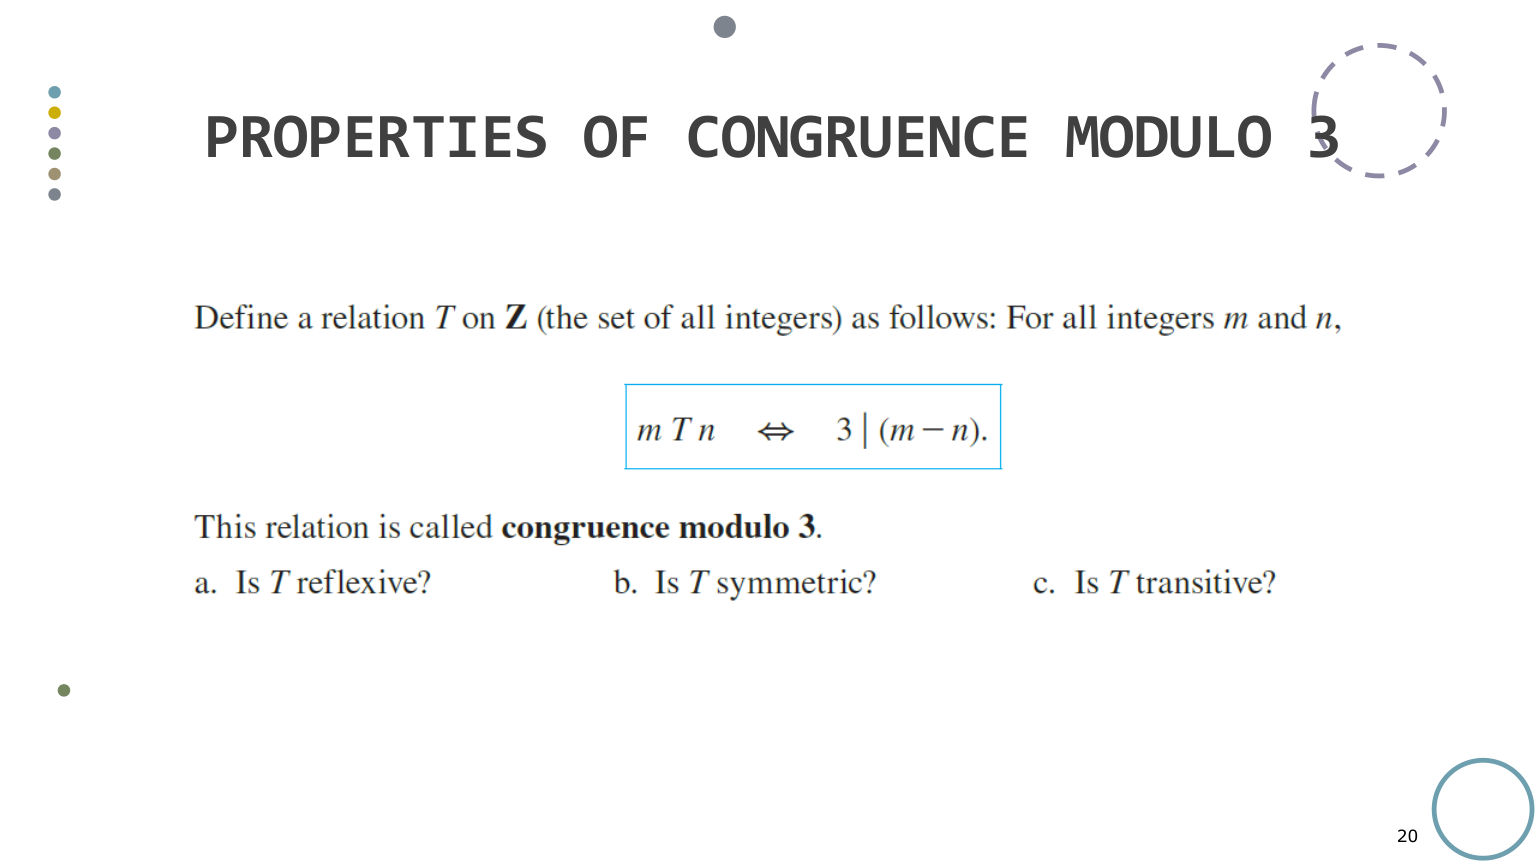 PROPERTIES OF CONGRUENCE MODULO 3
Define a relation T on Z (the set of all integers) as follows: For all integers m and n,
m T n ⇔ 3 | (m − n).
This relation is called congruence modulo 3.
a. Is T reflexive? b. Is T symmetric? c. Is T transitive?
20